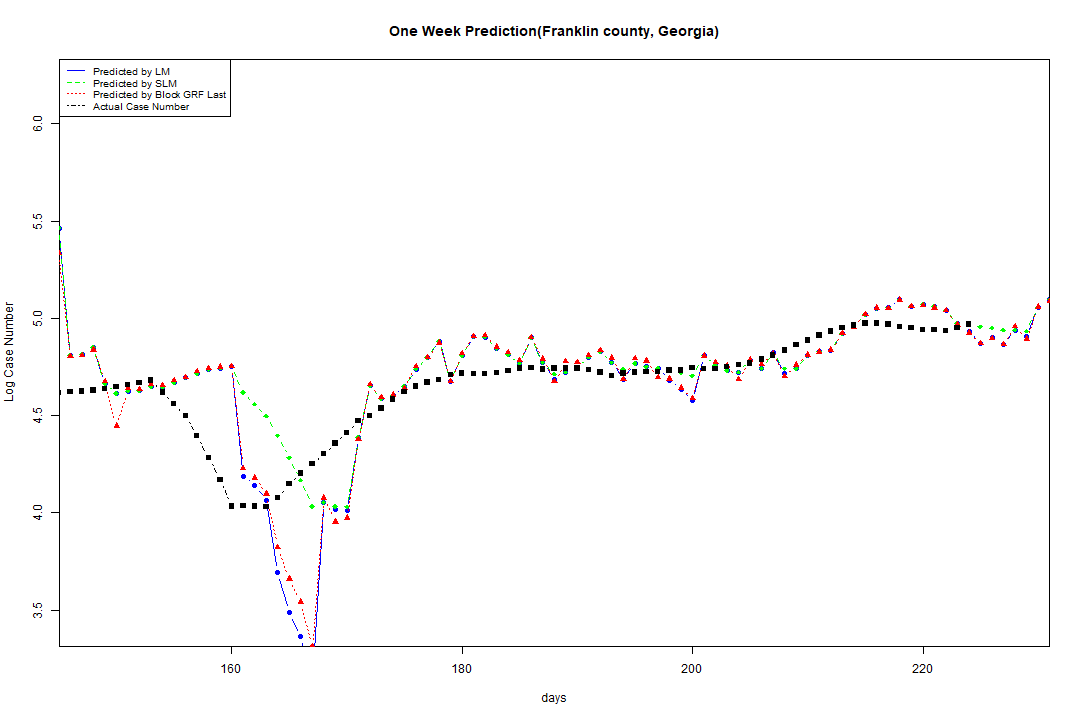 One Week Prediction(Franklin county, Georgia)
Predicted by LM
Predicted by SLM
Predicted by Block GRF Last
Actual Case Number
Log Case Number
6.0
5.5
5.0
4.5
4.0
3.5
160
180
200
220
days